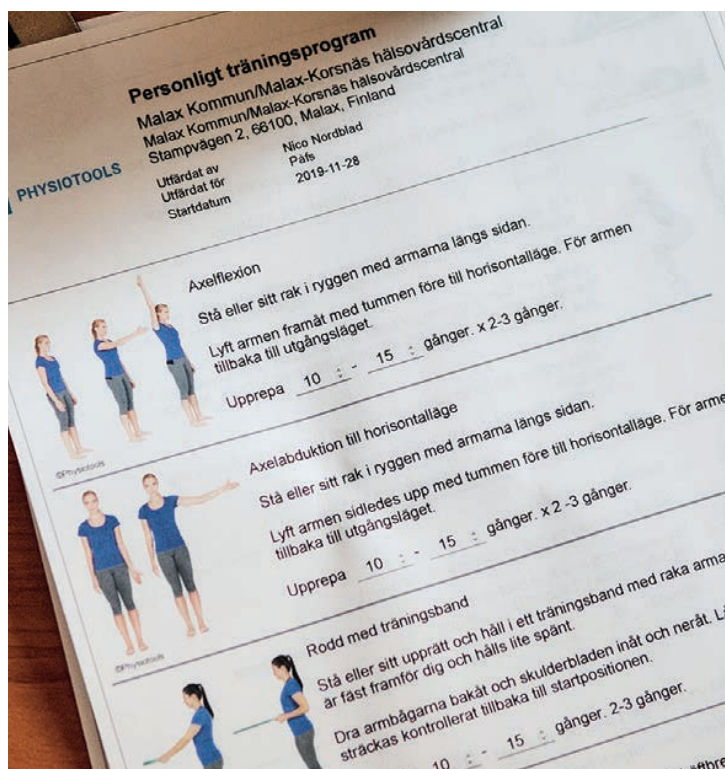 Personligt träningsprogram
Malax Kommun/Malax-Korsnäs hälsovårdscentral
Malax Kommun/Malax-Korsnäs hälsovårdscentral
Stampvägen 2, 66100, Malax, Finland
PHYSIOTOOLS
Utfärdat av Nico Nordblad
Utfärdat för Påfs
Startdatum 2019-11-28
Axelflexion
Stå eller sitt rak i ryggen med armarna längs sidan.
Lyft armen framåt med tummen före till horisontalläge. För armen
tillbaka till utgångsläget.
Upprepa 10 - 15 gånger. x 2-3 gånger.
©Physiotools
Axelabduktion till horisontalläge
Stå eller sitt rak i ryggen med armarna längs sidan.
Lyft armen sidledes upp med tummen före till horisontalläge. För arme
tillbaka till utgångsläget.
Upprepa 10 - 15 gånger. x 2 -3 gånger.
©Physiotools
Rodd med träningsband
Stå eller sitt upprätt och håll i ett träningsband med raka arma
är fäst framför dig och hålls lite spänt.
Dra armbågarna bakåt och skulderbladen inåt och neråt. L
sträckas kontrollerat tillbaka till startpositionen.
10 - 15 gånger. 2-3 gånger.